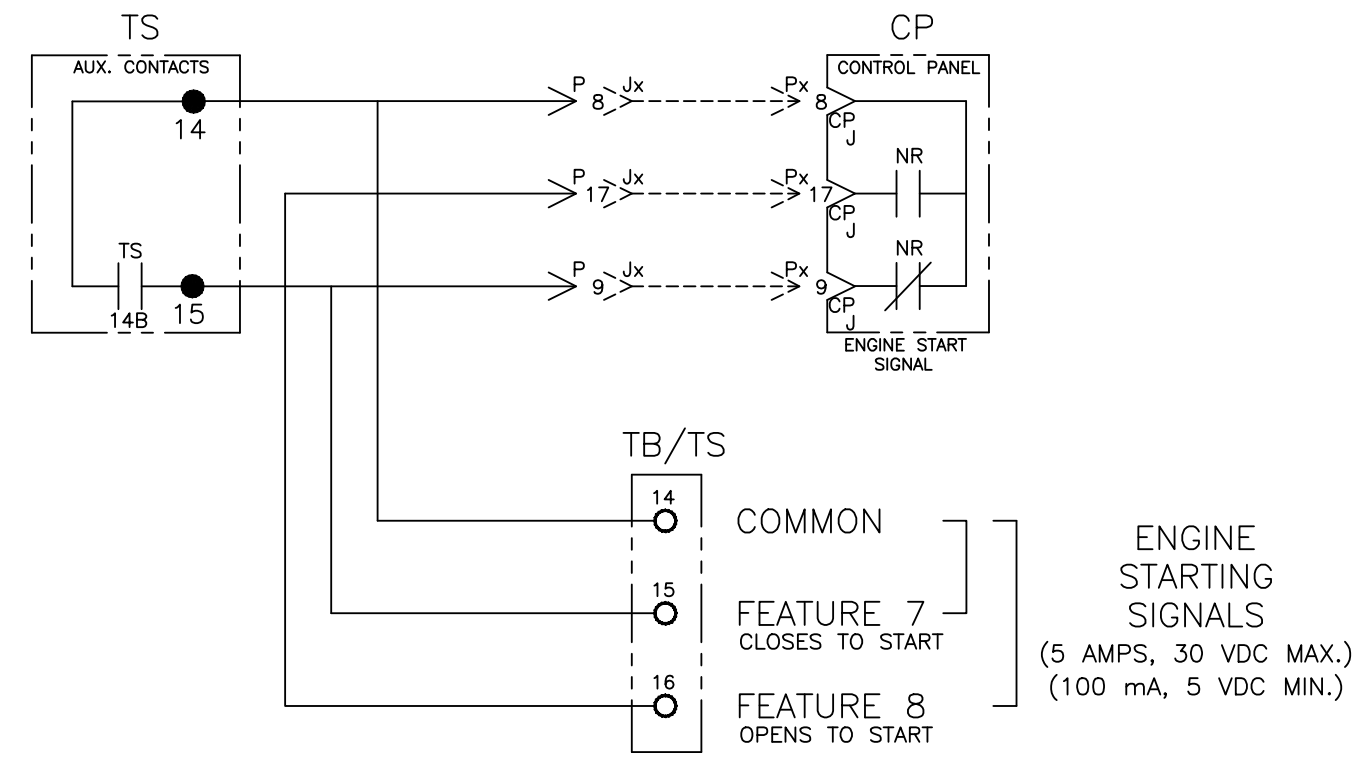 TS
CP
AUX. CONTACTS
CONTROL PANEL
14
P
8
Jx
Px
8
CP
J
P
17
Jx
Px
17
CP
J
NR
TS
14B
15
P
9
Jx
Px
9
CP
J
NR
ENGINE START
SIGNAL
TB/TS
14
COMMON
15
FEATURE 7
CLOSES TO START
16
FEATURE 8
OPENS TO START
ENGINE
STARTING
SIGNALS
(5 AMPS, 30 VDC MAX.)
(100 mA, 5 VDC MIN.)